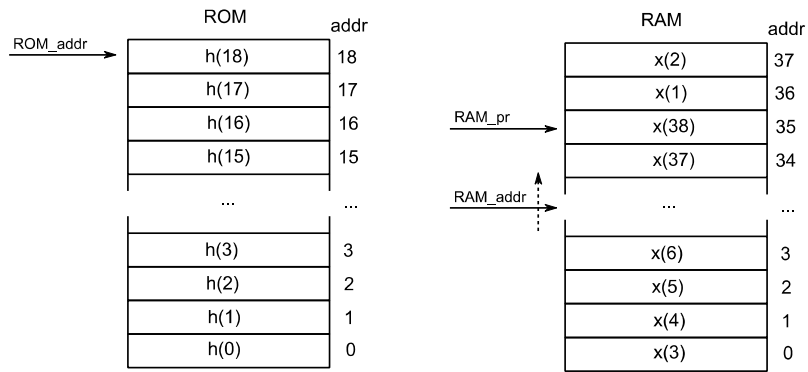 ROM
addr
ROM_addr
h(18) 18
h(17) 17
h(16) 16
h(15) 15
... ...
h(3) 3
h(2) 2
h(1) 1
h(0) 0
RAM
addr
x(2) 37
x(1) 36
RAM_pr
x(38) 35
x(37) 34
RAM_addr
... ...
x(6) 3
x(5) 2
x(4) 1
x(3) 0